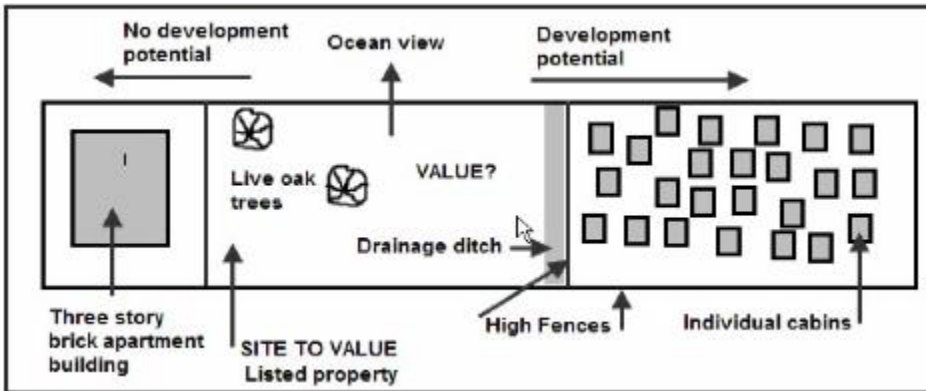 No development
potential
Ocean view
Development
potential
Live oak
trees
VALUE?
Drainage ditch
Three story
brick apartment
building
SITE TO VALUE
Listed property
High Fences
Individual cabins